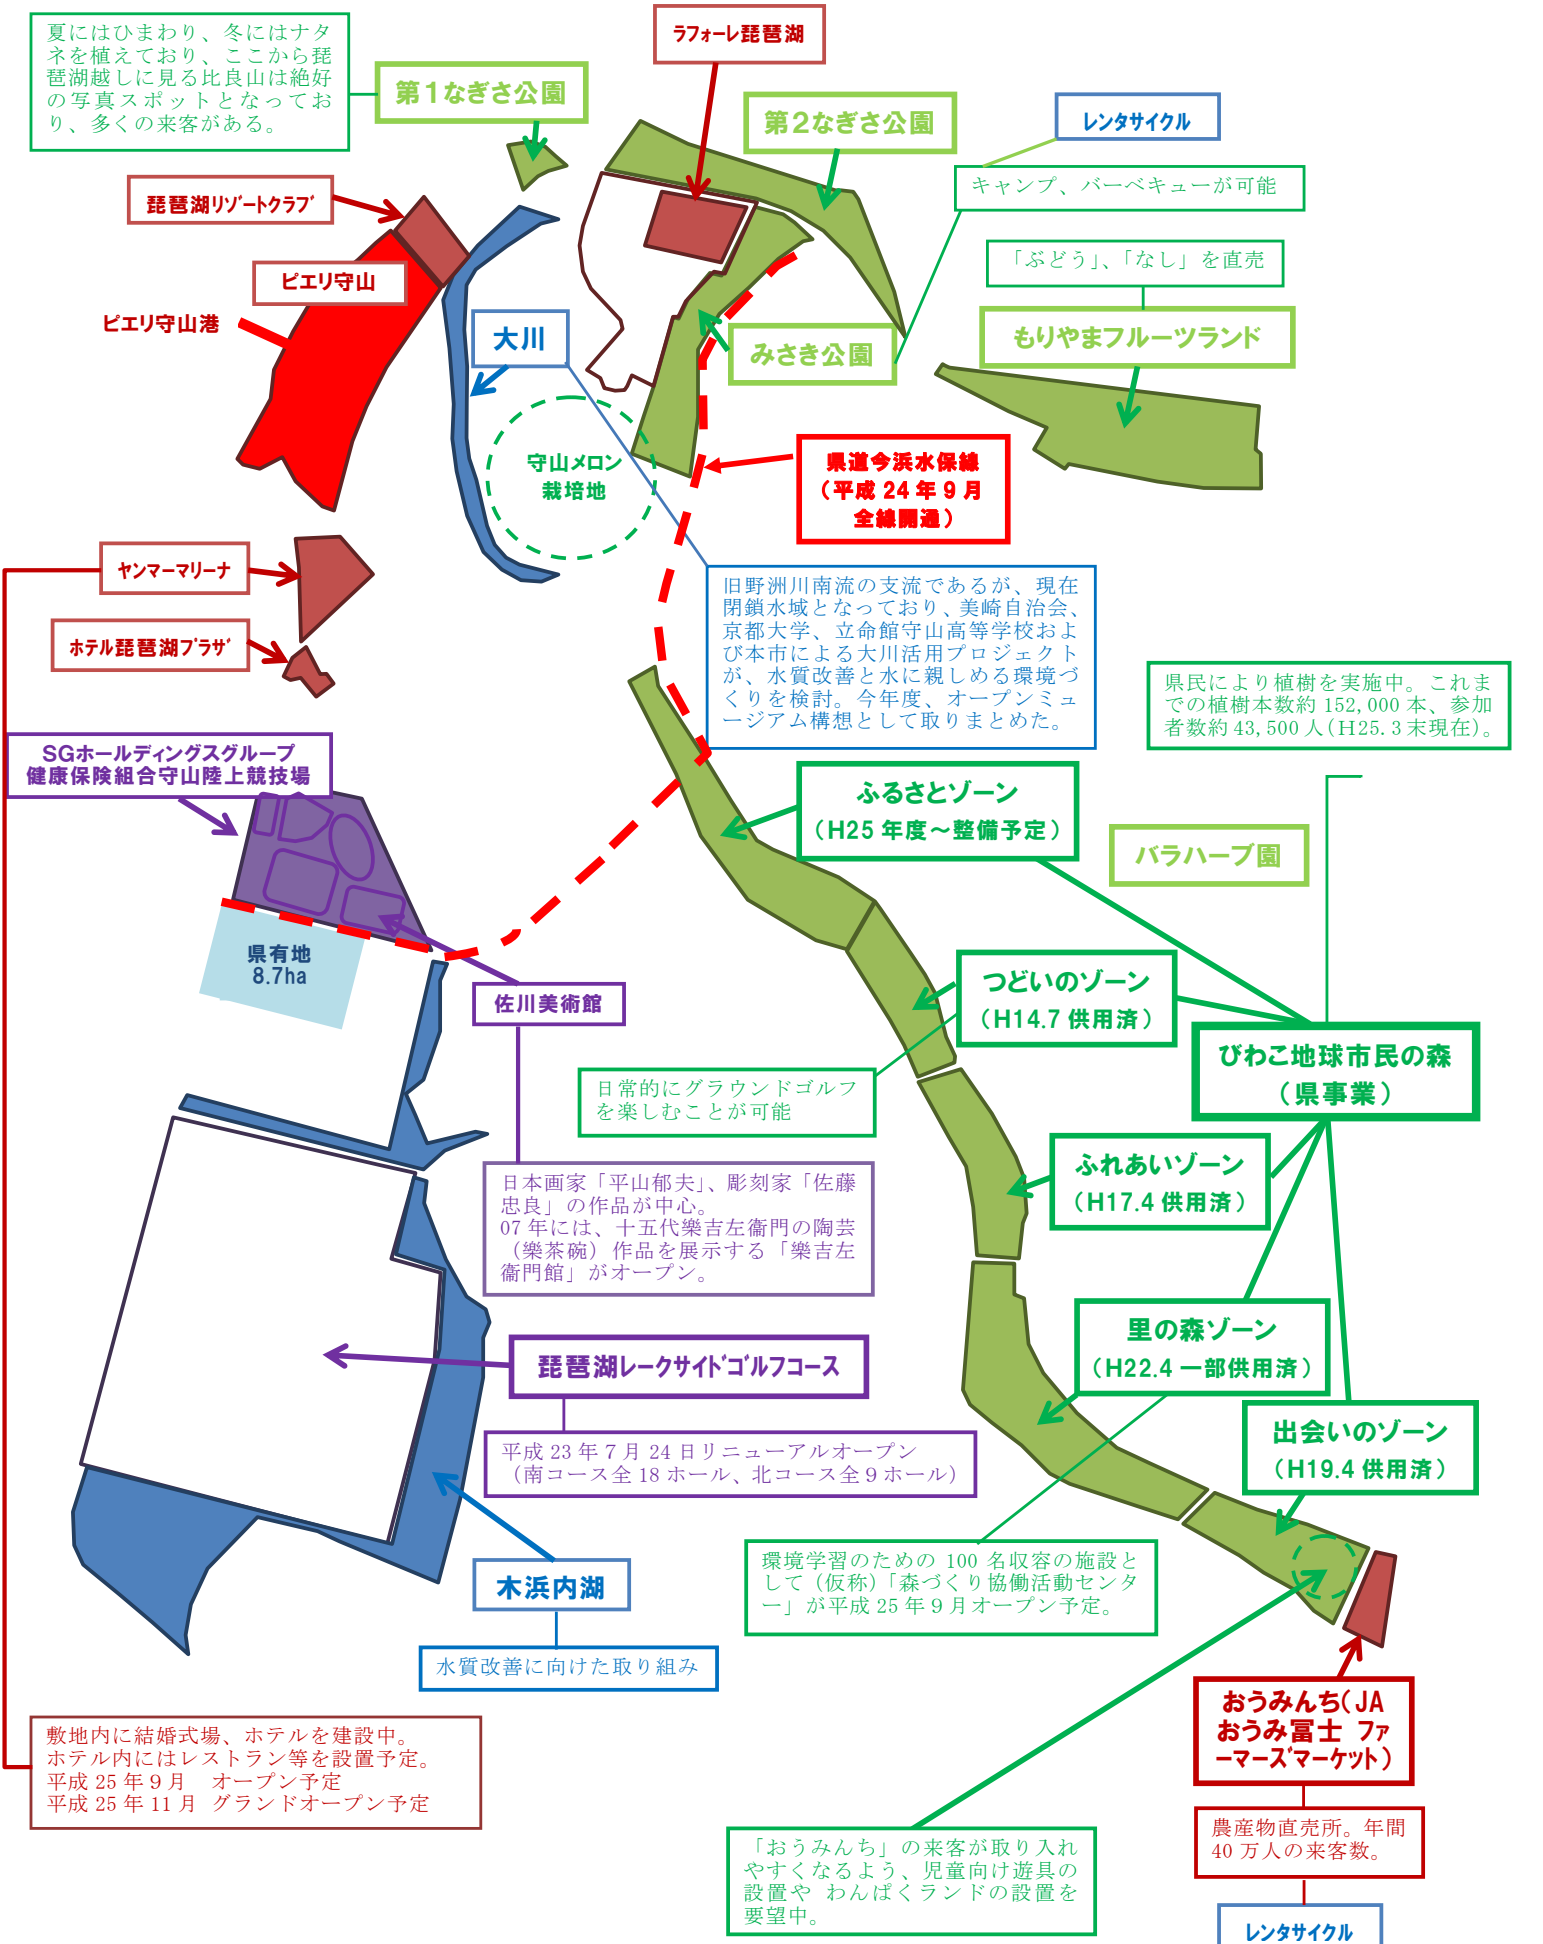 夏にはひまわり、冬にはナタ
ネを植えており、ここから琵
琶湖越しに見る比良山は絶好
の写真スポットとなってお
り、多くの来客がある。
第1なぎさ公園
ラフォーレ琵琶湖
第2なぎさ公園
レンタサイクル
キャンプ、バーベキューが可能
琵琶湖リゾートクラブ
「ぶどう」、「なし」を直売
ピエリ守山
ピエリ守山港
大川
みさき公園
もりやまフルーツランド
守山メロン
栽培地
県道今浜水保線
(平成 24 年 9 月
全線開通)
ヤンマーマリーナ
ホテル琵琶湖プラザ
旧野洲川南流の支流であるが、現在
閉鎖水域となっており、美崎自治会、
京都大学、立命館守山高等学校およ
び本市による大川活用プロジェクト
が、水質改善と水に親しめる環境づ
くりを検討。今年度、オープンミュ
ージアム構想として取りまとめた。
県民により植樹を実施中。これま
での植樹本数約 152,000 本、参加
者数約 43,500 人(H25.3 末現在)。
SGホールディングスグループ
健康保険組合守山陸上競技場
ふるさとゾーン
(H25 年度～整備予定)
バラハーブ園
県有地
8.7ha
佐川美術館
つどいのゾーン
(H14.7 供用済)
びわこ地球市民の森
(県事業)
日常的にグラウンドゴルフ
を楽しむことが可能
ふれあいゾーン
(H17.4 供用済)
日本画家「平山郁夫」、彫刻家「佐藤
忠良」の作品が中心。
07 年には、十五代樂吉左衞門の陶芸
(樂茶碗)作品を展示する「樂吉左
衞門館」がオープン。
里の森ゾーン
(H22.4 一部供用済)
琵琶湖レークサイドゴルフコース
平成 23 年 7 月 24 日リニューアルオープン
(南コース全 18 ホール、北コース全 9 ホール)
出会いのゾーン
(H19.4 供用済)
環境学習のための 100 名収容の施設と
して(仮称)「森づくり協働活動センタ
ー」が平成 25 年 9 月オープン予定。
木浜内湖
水質改善に向けた取り組み
おうみんち(JA
おうみ冨士 ファ
ーマーズマーケット)
敷地内に結婚式場、ホテルを建設中。
ホテル内にはレストラン等を設置予定。
平成 25 年 9 月　オープン予定
平成 25 年 11 月 グランドオープン予定
農産物直売所。年間
40 万人の来客数。
「おうみんち」の来客が取り入れ
やすくなるよう、児童向け遊具の
設置や わんぱくランドの設置を
要望中。
レンタサイクル